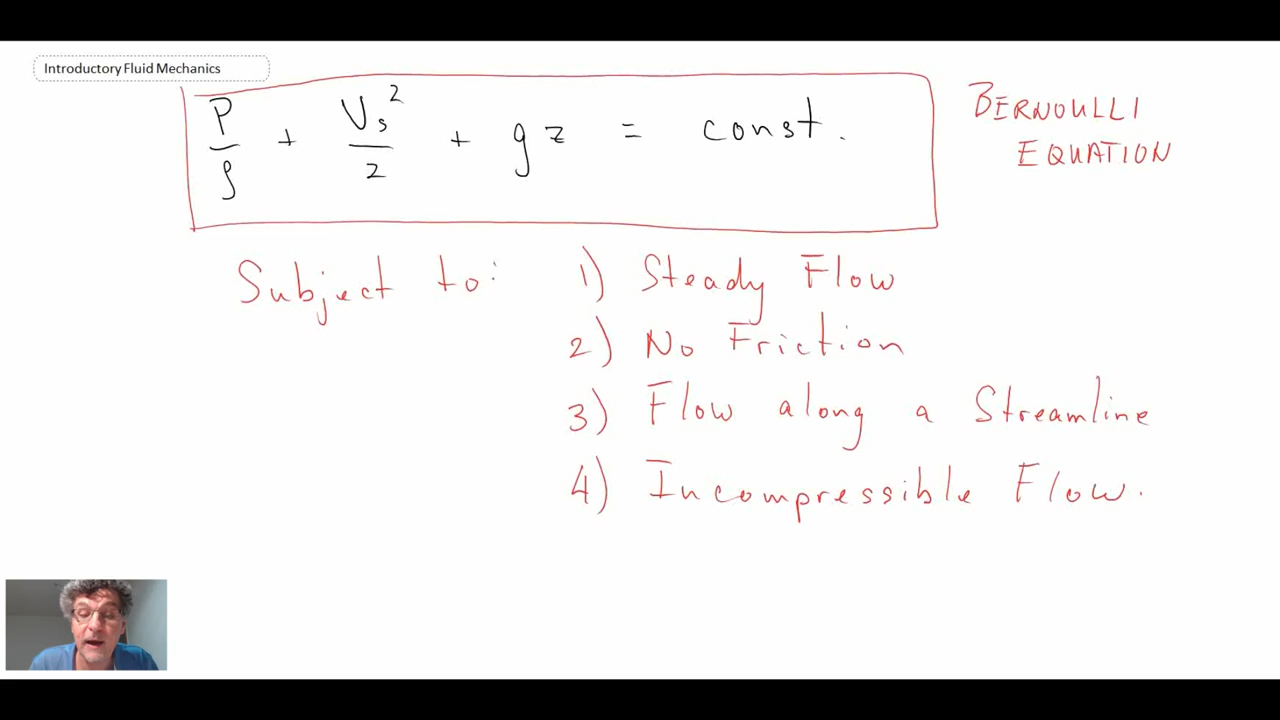 Introductory Fluid Mechanics
P/ρ + Vs²/2 + gz = const.
BERNOULLI
EQUATION
Subject to: 1) Steady Flow
2) No Friction
3) Flow along a Streamline
4) Incompressible Flow.